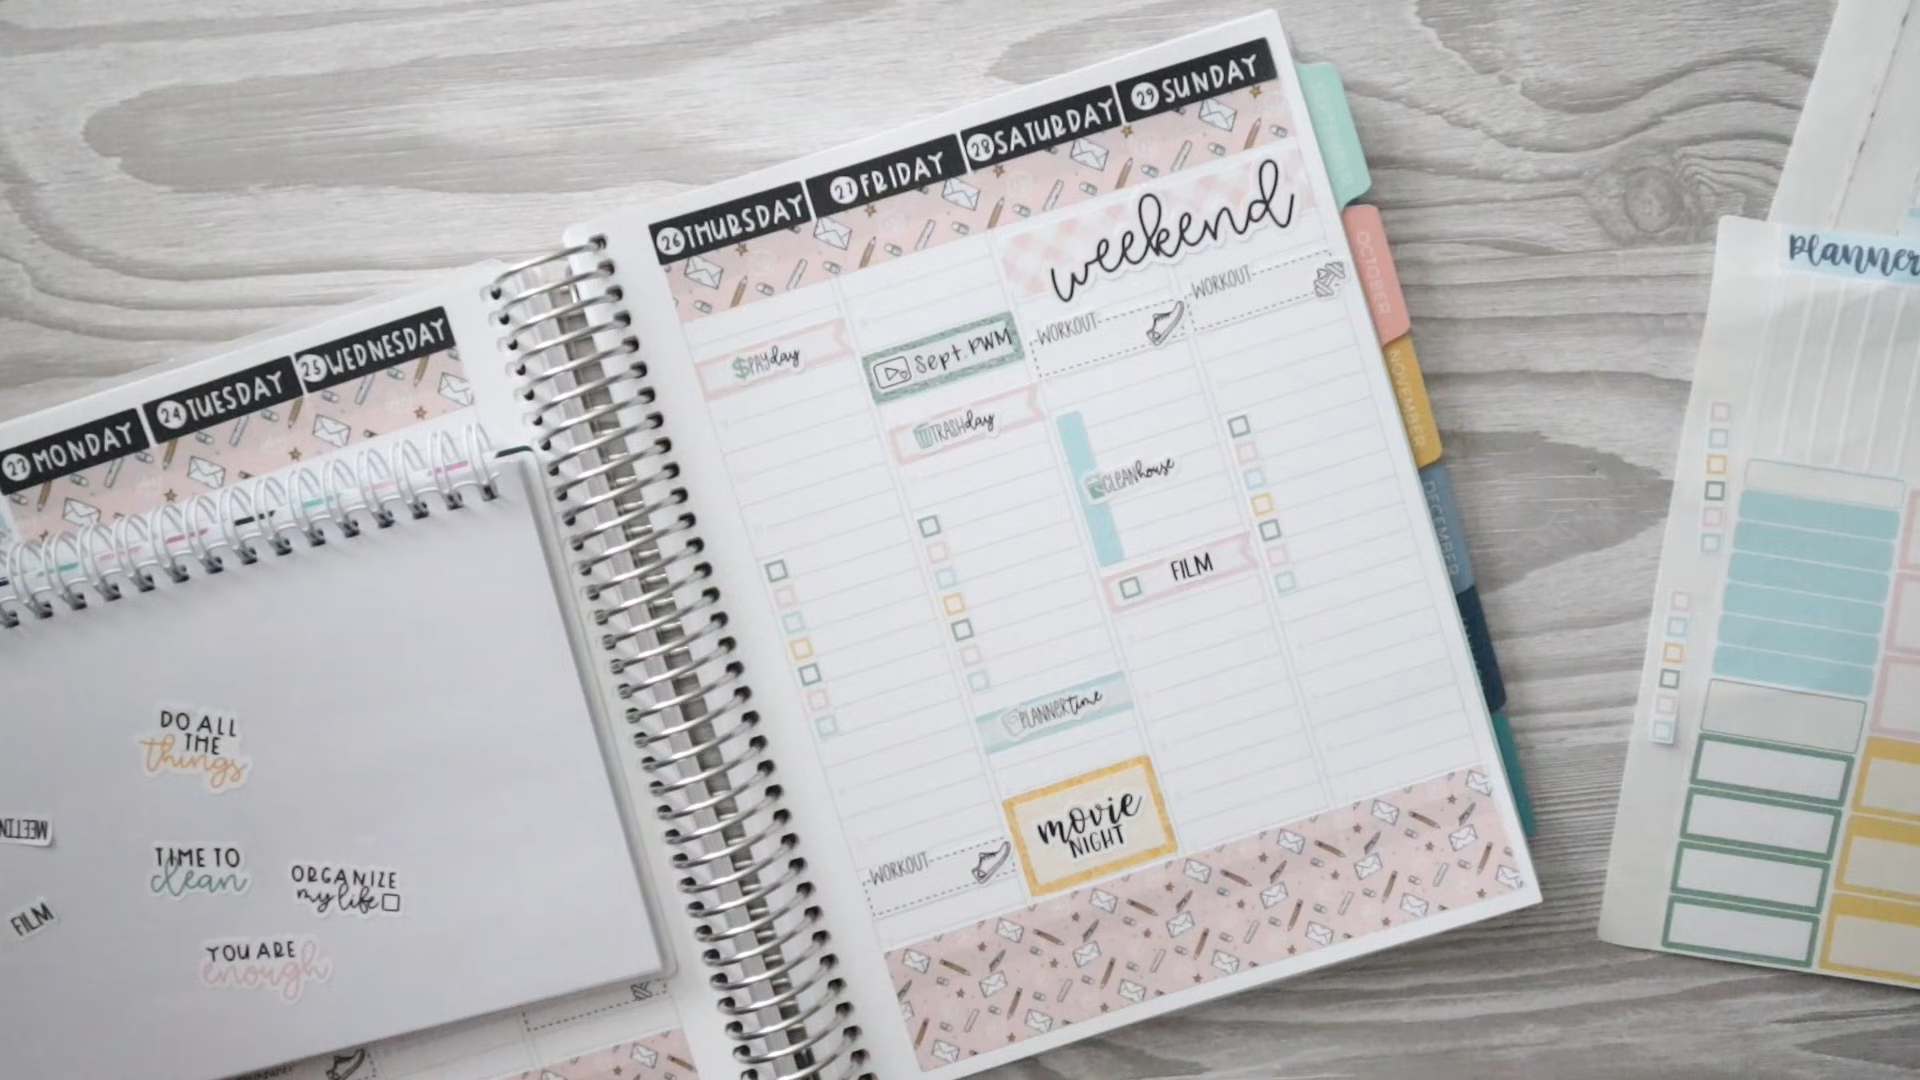 23 MONDAY
24 TUESDAY
25 WEDNESDAY
26 THURSDAY
27 FRIDAY
28 SATURDAY
29 SUNDAY
weekend
WORKOUT
WORKOUT
$PAYday
Sept. PWM
TRASHday
CLEANhouse
FILM
PLANNERtime
movie
NIGHT
WORKOUT
DO ALL
THE
things
TIME TO
clean
ORGANIZE
my life
YOU ARE
enough
FILM
OCTOBER
NOVEMBER
DECEMBER
planner